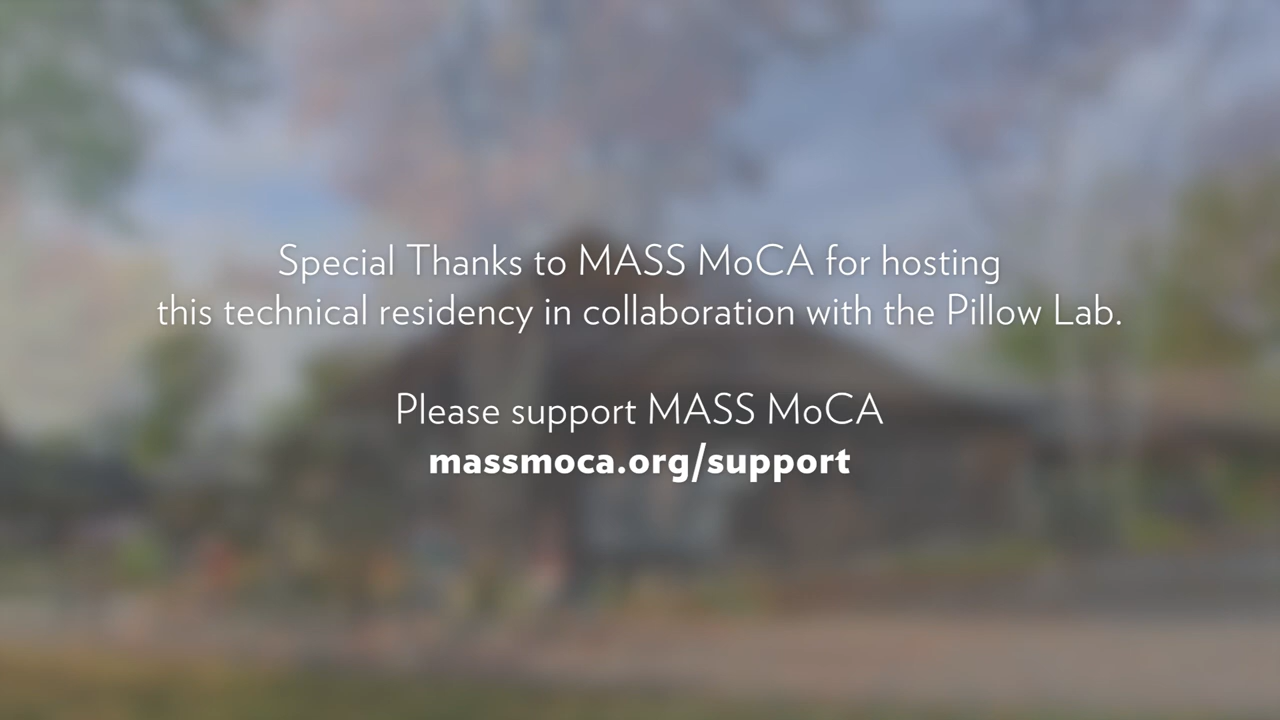 Special Thanks to MASS MoCA for hosting
this technical residency in collaboration with the Pillow Lab.
Please support MASS MoCA
massmoca.org/support